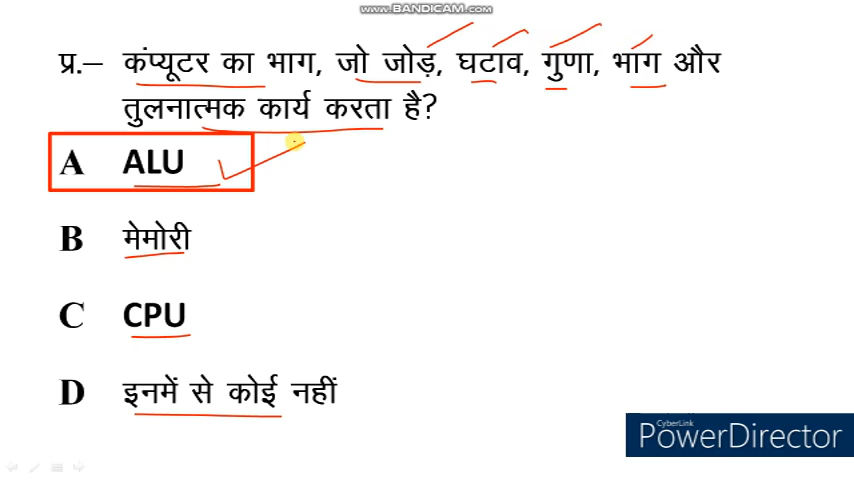 WWW.BANDICAM.COM
प्र.– कंप्यूटर का भाग, जो जोड़, घटाव, गुणा, भाग और
तुलनात्मक कार्य करता है?
A ALU
B मेमोरी
C CPU
D इनमें से कोई नहीं
CyberLink
PowerDirector